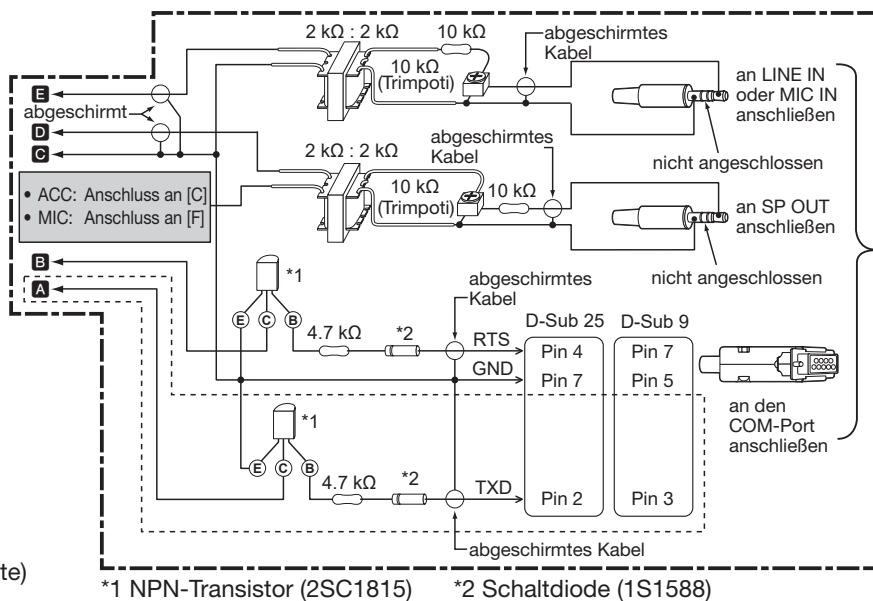 2 kΩ : 2 kΩ
10 kΩ
abgeschirmtes
Kabel
10 kΩ
(Trimpoti)
an LINE IN
oder MIC IN
anschließen
E
abgeschirmt
D
C
nicht angeschlossen
2 kΩ : 2 kΩ
abgeschirmtes
Kabel
10 kΩ
(Trimpoti)
10 kΩ
• ACC: Anschluss an [C]
• MIC: Anschluss an [F]
an SP OUT
anschließen
nicht angeschlossen
B
A
*1
E C B
4.7 kΩ
*2
abgeschirmtes
Kabel
RTS
GND
D-Sub 25
D-Sub 9
Pin 4
Pin 7
Pin 7
Pin 5
an den
COM-Port
anschließen
*1
E C B
4.7 kΩ
*2
TXD
Pin 2
Pin 3
abgeschirmtes Kabel
te)
*1 NPN-Transistor (2SC1815)
*2 Schaltdiode (1S1588)